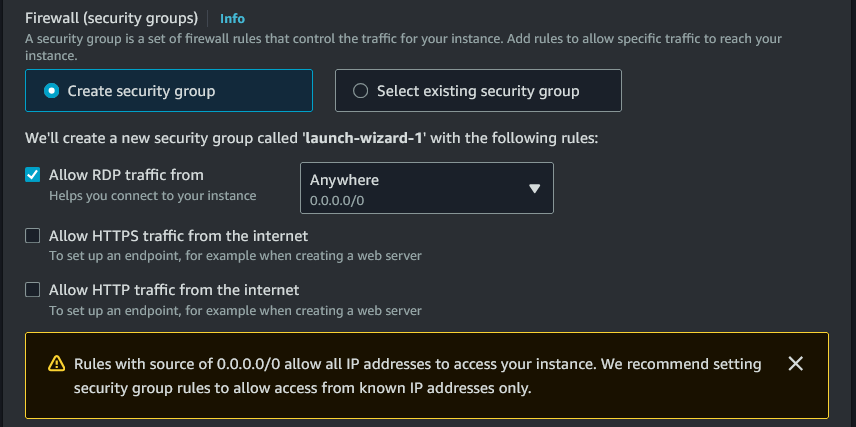 Firewall (security groups) Info
A security group is a set of firewall rules that control the traffic for your instance. Add rules to allow specific traffic to reach your
instance.
Create security group
Select existing security group
We'll create a new security group called 'launch-wizard-1' with the following rules:
Allow RDP traffic from
Helps you connect to your instance
Anywhere
0.0.0.0/0
Allow HTTPS traffic from the internet
To set up an endpoint, for example when creating a web server
Allow HTTP traffic from the internet
To set up an endpoint, for example when creating a web server
Rules with source of 0.0.0.0/0 allow all IP addresses to access your instance. We recommend setting
security group rules to allow access from known IP addresses only.